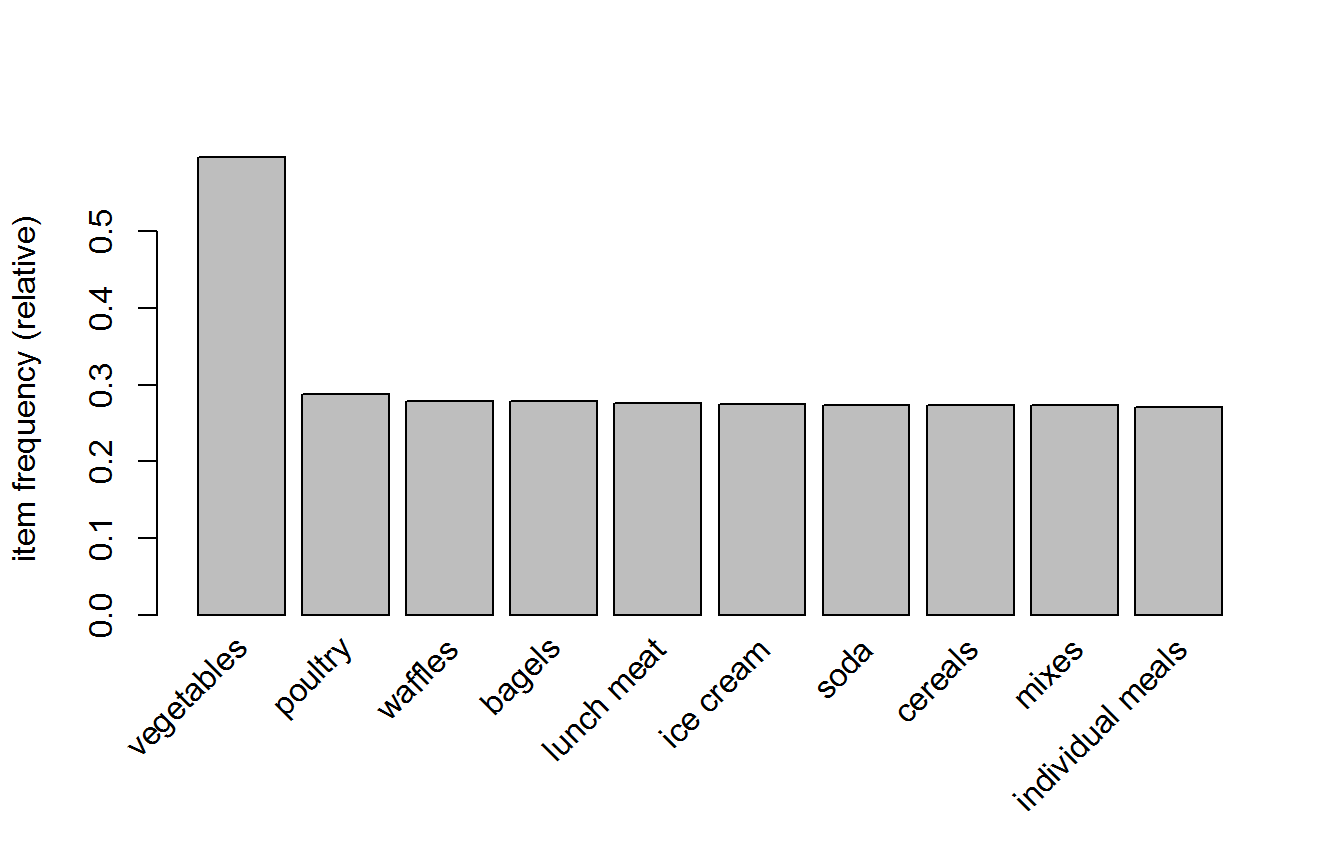 item frequency (relative)
0.5
0.4
0.3
0.2
0.1
0.0
vegetables
poultry
waffles
bagels
lunch meat
ice cream
soda
cereals
mixes
individual meals